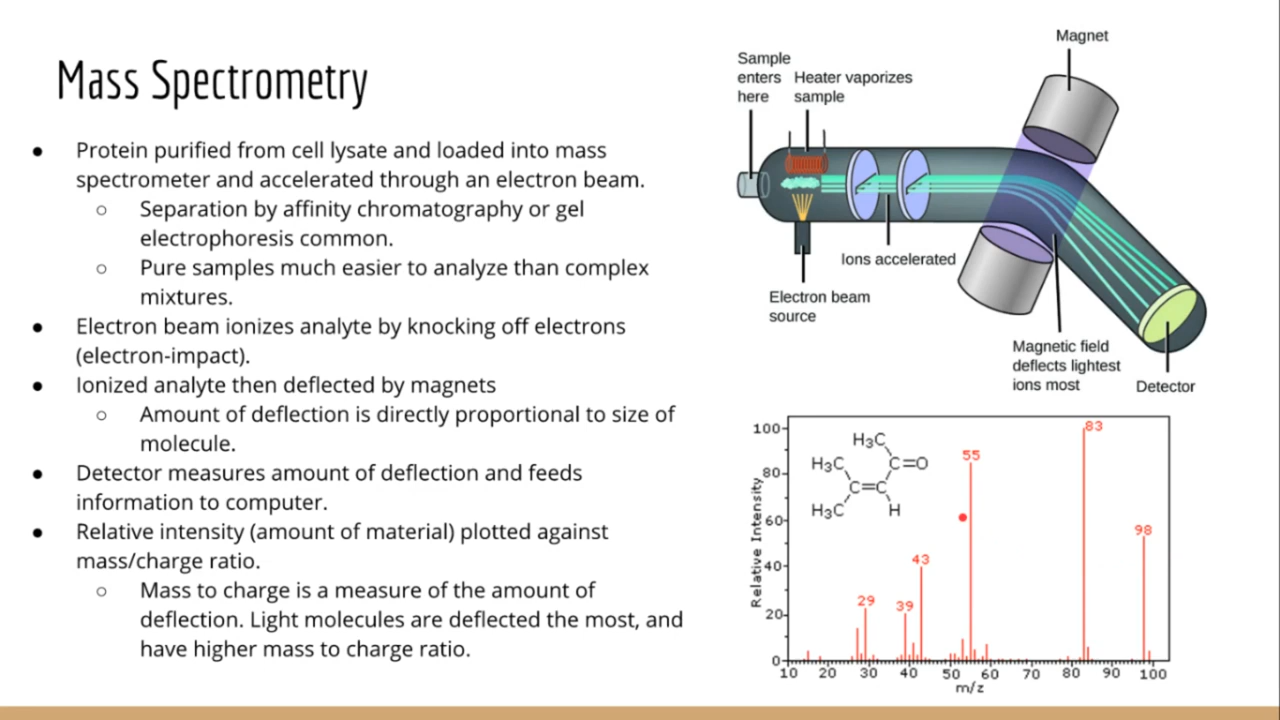 Mass Spectrometry
● Protein purified from cell lysate and loaded into mass
spectrometer and accelerated through an electron beam.
○ Separation by affinity chromatography or gel
electrophoresis common.
○ Pure samples much easier to analyze than complex
mixtures.
● Electron beam ionizes analyte by knocking off electrons
(electron-impact).
● Ionized analyte then deflected by magnets
○ Amount of deflection is directly proportional to size of
molecule.
● Detector measures amount of deflection and feeds
information to computer.
● Relative intensity (amount of material) plotted against
mass/charge ratio.
○ Mass to charge is a measure of the amount of
deflection. Light molecules are deflected the most, and
have higher mass to charge ratio.
Magnet
Sample
enters
here
Heater vaporizes
sample
Ions accelerated
Electron beam
source
Magnetic field
deflects lightest
ions most
Detector
Relative Intensity
100
80
60
40
20
0
H₃C
H₃C
C=O
C=C
H₃C
H
29
39
43
55
83
98
10 20 30 40 50 60 70 80 90 100
m/z